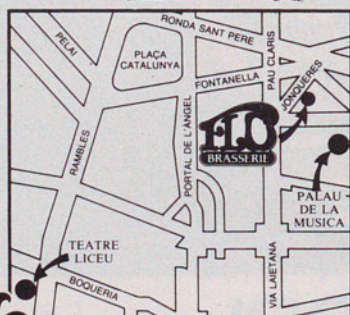 RONDA SANT PERE
PELAI
PLAÇA
CATALUNYA
PAU CLARIS
FONTANELLA
JONQUERES
FLO
BRASSERIE
RAMBLES
PORTAL DE L'ÀNGEL
PALAU
DE LA
MUSICA
TEATRE
LICEU
BOQUERIA
VIA LAIETANA